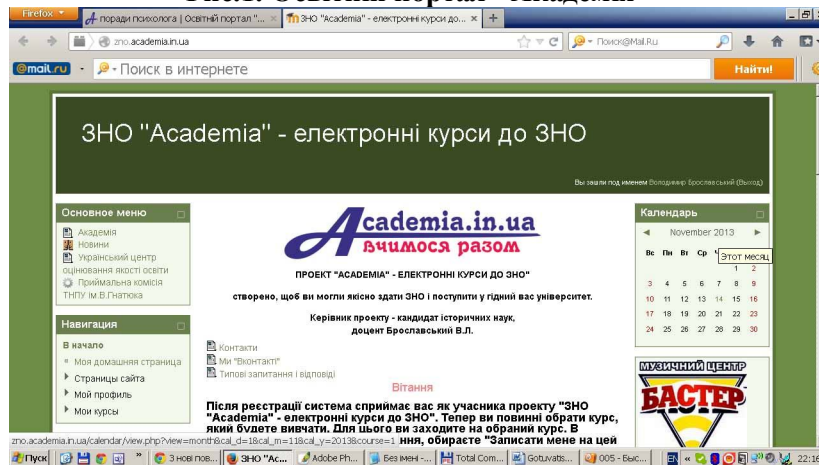 Firefox
поради психолога | Освітній портал "...
ЗНО "Academia" - електронні курси до...
zno.academia.in.ua
Поиск@Mail.Ru
@mail.ru
Поиск в интернете
Найти!
ЗНО "Academia" - електронні курси до ЗНО
Вы зашли под именем Володимир Брославський (Выход)
Основное меню
Академія
Новини
Український центр
оцінювання якості освіти
Приймальна комісія
ТНПУ ім.В.Гнатюка
Навигация
В начало
Моя домашняя страница
Страницы сайта
Мой профиль
Мои курсы
Academia.in.ua
вчимося разом
ПРОЕКТ "ACADEMIA" - ЕЛЕКТРОННІ КУРСИ ДО ЗНО"
створено, щоб ви могли якісно здати ЗНО і поступити у гідний вас університет.
Керівник проекту - кандидат історичних наук,
доцент Брославський В.Л.
Контакти
Ми "Вконтакті"
Типові запитання і відповіді
Вітання
Після реєстрації система сприймає вас як учасника проекту "ЗНО
"Academia" - електронні курси до ЗНО". Тепер ви повинні обрати курс,
який будете вивчати. Для цього ви заходите на обраний курс. В
ння, обираєте "Записати мене на цей
Календарь
November 2013
Вс Пн Вт Ср Ч
Этот месяц
1 2
3 4 5 6 7 8 9
10 11 12 13 14 15 16
17 18 19 20 21 22 23
24 25 26 27 28 29 30
МУЗИЧНИЙ ЦЕНТР
БАСТЕР
zno.academia.in.ua/calendar/view.php?view=month&cal_d=1&cal_m=11&cal_y=2013&course=1
Пуск
3 нові пов...
ЗНО "Ас...
Adobe Ph...
Без імені -...
Total Com...
Gotuvatis...
005 - Быс...
EN
22:16